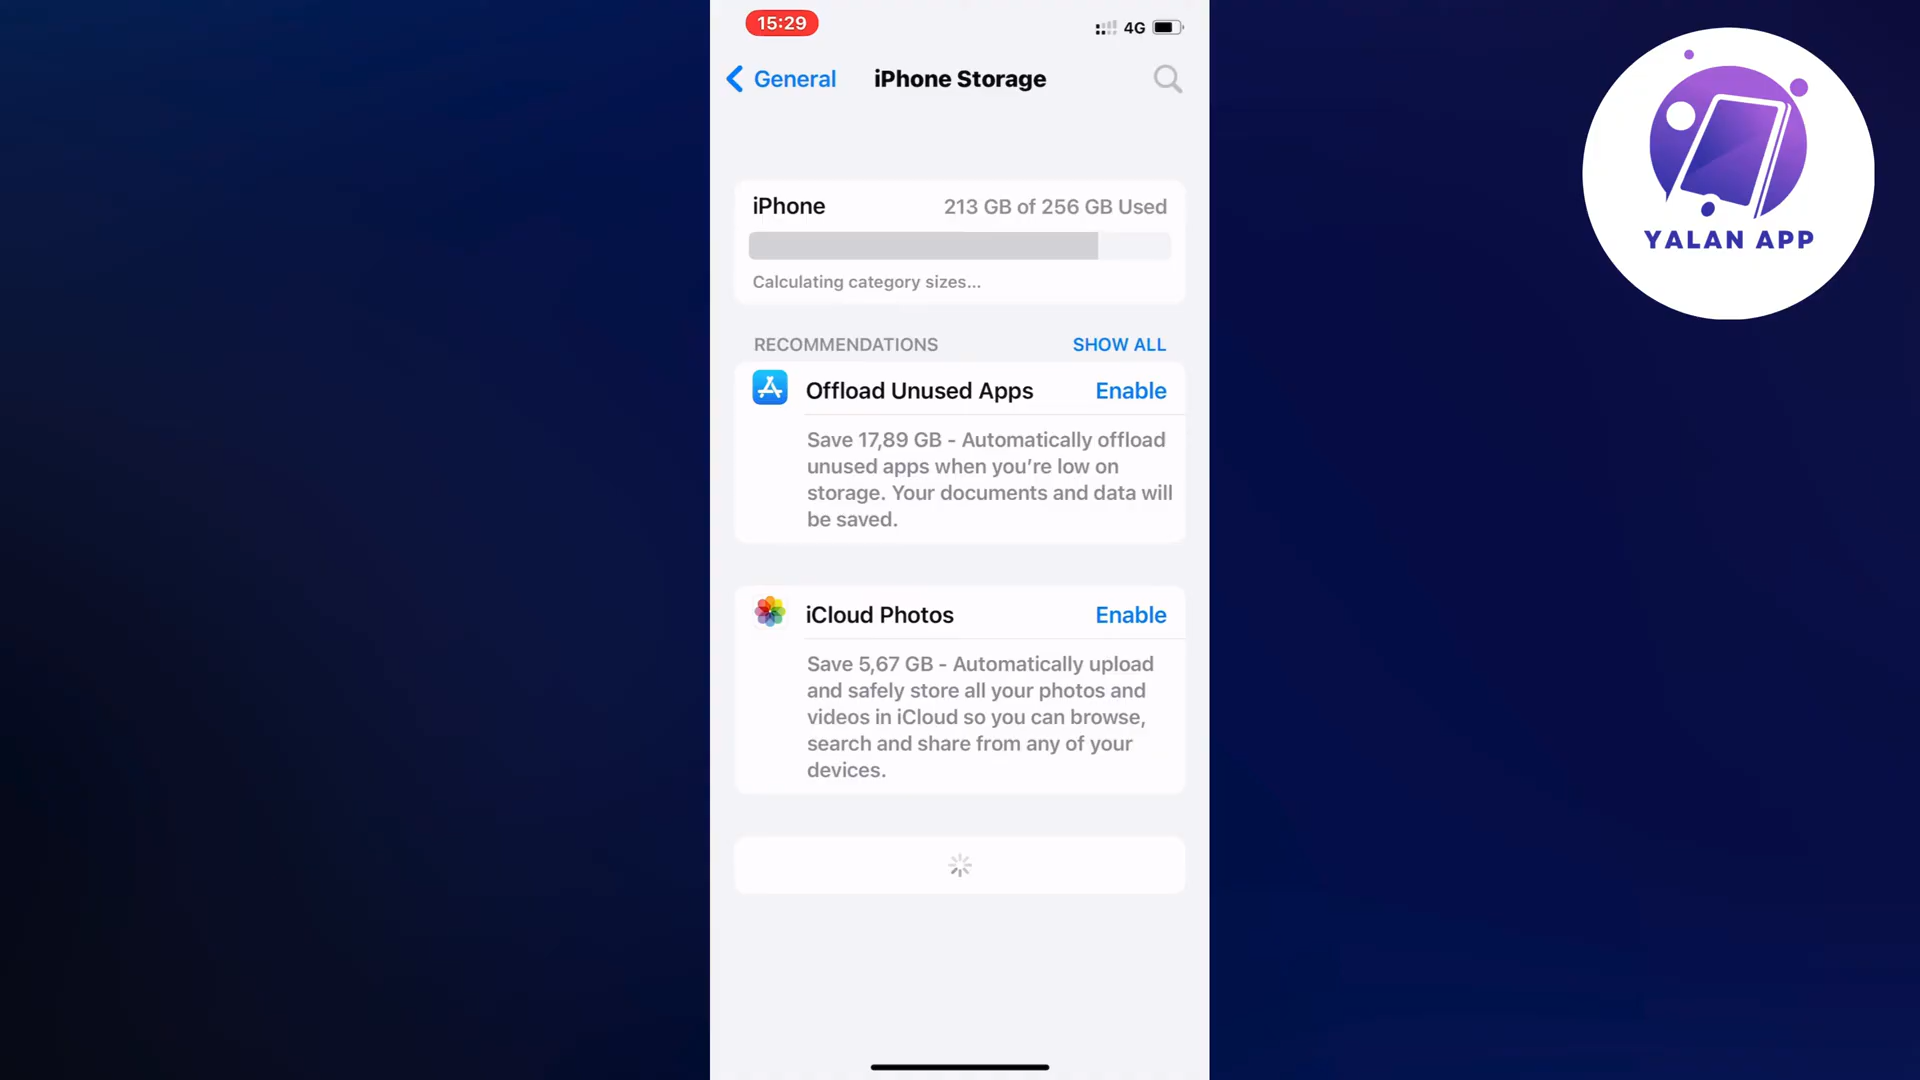 15:29
4G
General
iPhone Storage
iPhone
213 GB of 256 GB Used
Calculating category sizes...
RECOMMENDATIONS
SHOW ALL
Offload Unused Apps
Enable
Save 17,89 GB - Automatically offload
unused apps when you're low on
storage. Your documents and data will
be saved.
iCloud Photos
Enable
Save 5,67 GB - Automatically upload
and safely store all your photos and
videos in iCloud so you can browse,
search and share from any of your
devices.
YALAN APP